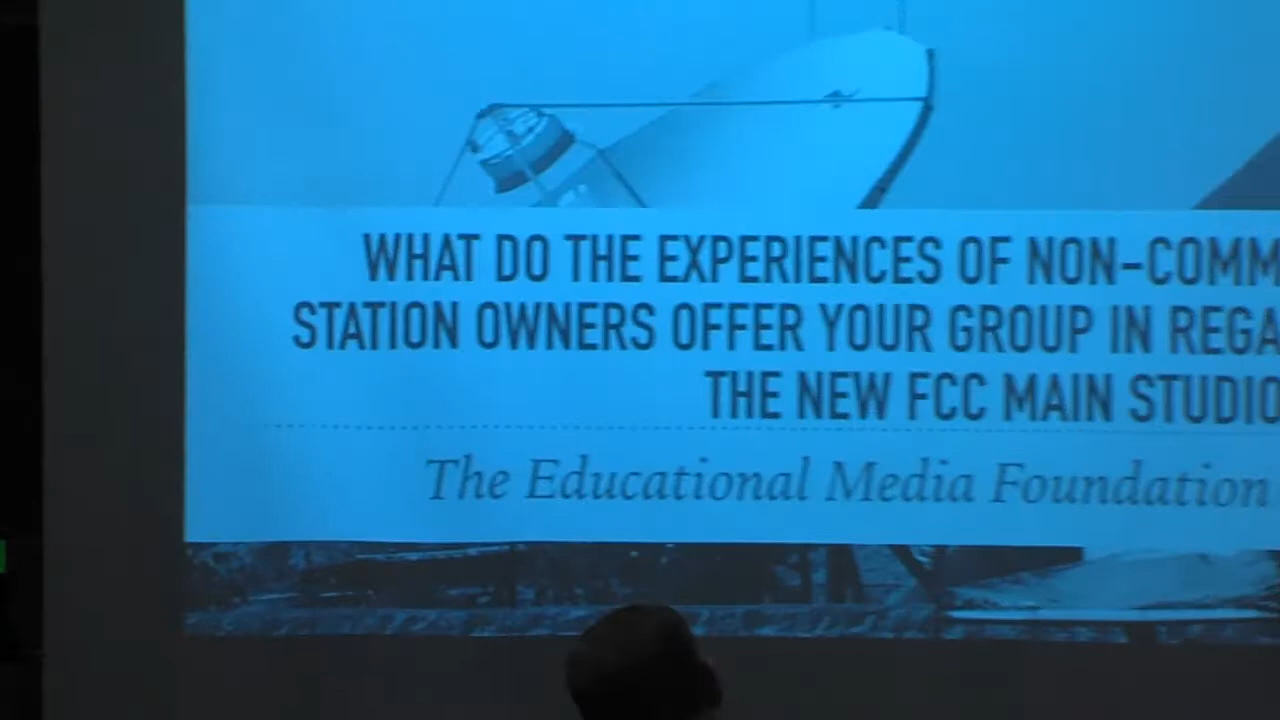 WHAT DO THE EXPERIENCES OF NON-COMM
STATION OWNERS OFFER YOUR GROUP IN REGA
THE NEW FCC MAIN STUDIO
The Educational Media Foundation